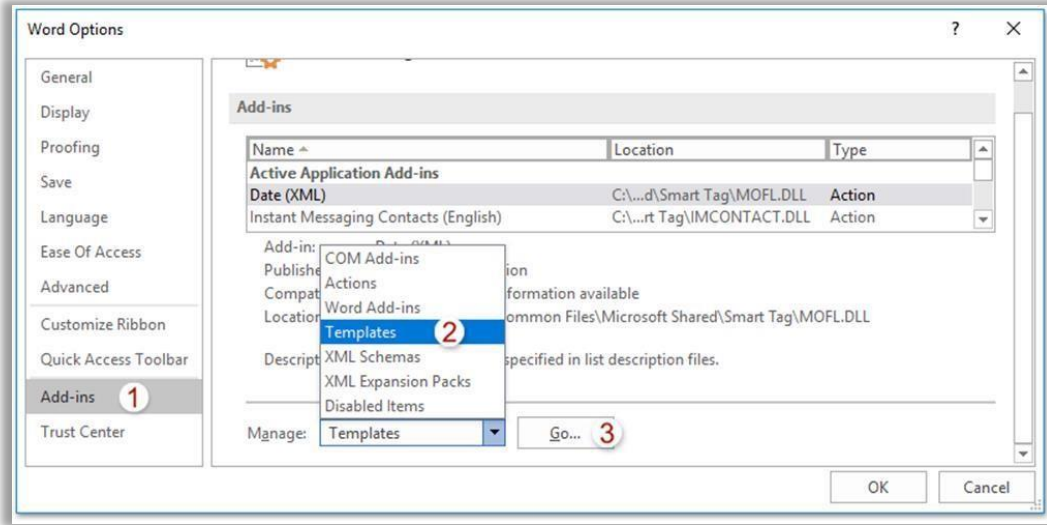 Word Options ? ×
General
Display
Proofing
Save
Language
Ease Of Access
Advanced
Customize Ribbon
Quick Access Toolbar
Add-ins 1
Trust Center
Add-ins
Name Location Type
Active Application Add-ins
Date (XML) C:\...d\Smart Tag\MOFL.DLL Action
Instant Messaging Contacts (English) C:\...rt Tag\IMCONTACT.DLL Action
Add-in:
Publishe ion
Compat formation available
Location ommon Files\Microsoft Shared\Smart Tag\MOFL.DLL
Descript specified in list description files.
COM Add-ins
Actions
Word Add-ins
Templates 2
XML Schemas
XML Expansion Packs
Disabled Items
Manage: Templates Go... 3
OK Cancel